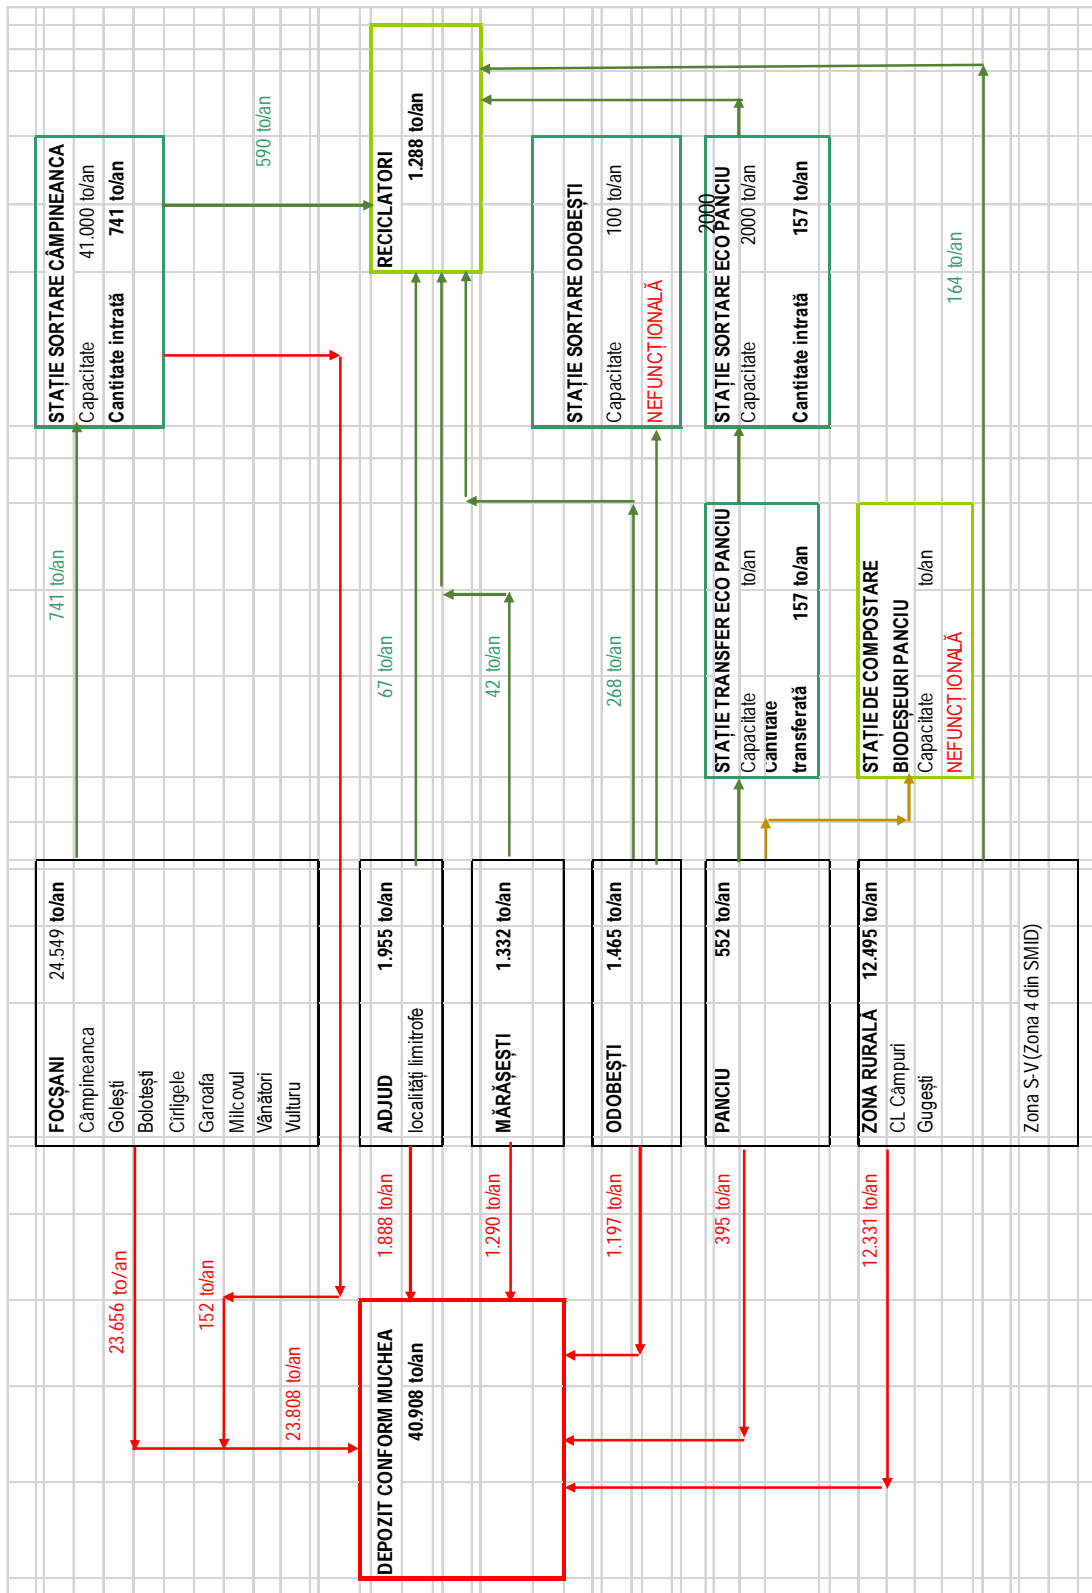 STAȚIE SORTARE CÂMPINEANCA
Capacitate 41.000 to/an
Cantitate intrată 741 to/an
590 to/an
RECICLATORI
1.288 to/an
STAȚIE SORTARE ODOBEȘTI
Capacitate 100 to/an
NEFUNCȚIONALĂ
2000
STAȚIE SORTARE ECO PANCIU
Capacitate 2000 to/an
Cantitate intrată 157 to/an
164 to/an
741 to/an
67 to/an
42 to/an
268 to/an
STAȚIE TRANSFER ECO PANCIU
Capacitate to/an
Cantitate
transferată 157 to/an
STAȚIE DE COMPOSTARE
BIODEȘEURI PANCIU
Capacitate to/an
NEFUNCȚIONALĂ
FOCȘANI 24.549 to/an
Câmpineanca
Golești
Bolotești
Cîrligele
Garoafa
Milcovul
Vânători
Vulturu
ADJUD 1.955 to/an
localități limitrofe
MĂRĂȘEȘTI 1.332 to/an
ODOBEȘTI 1.465 to/an
PANCIU 552 to/an
ZONA RURALĂ 12.495 to/an
CL Câmpuri
Gugești
Zona S-V (Zona 4 din SMID)
23.656 to/an
152 to/an
23.808 to/an
1.888 to/an
1.290 to/an
1.197 to/an
395 to/an
12.331 to/an
DEPOZIT CONFORM MUCHEA
40.908 to/an